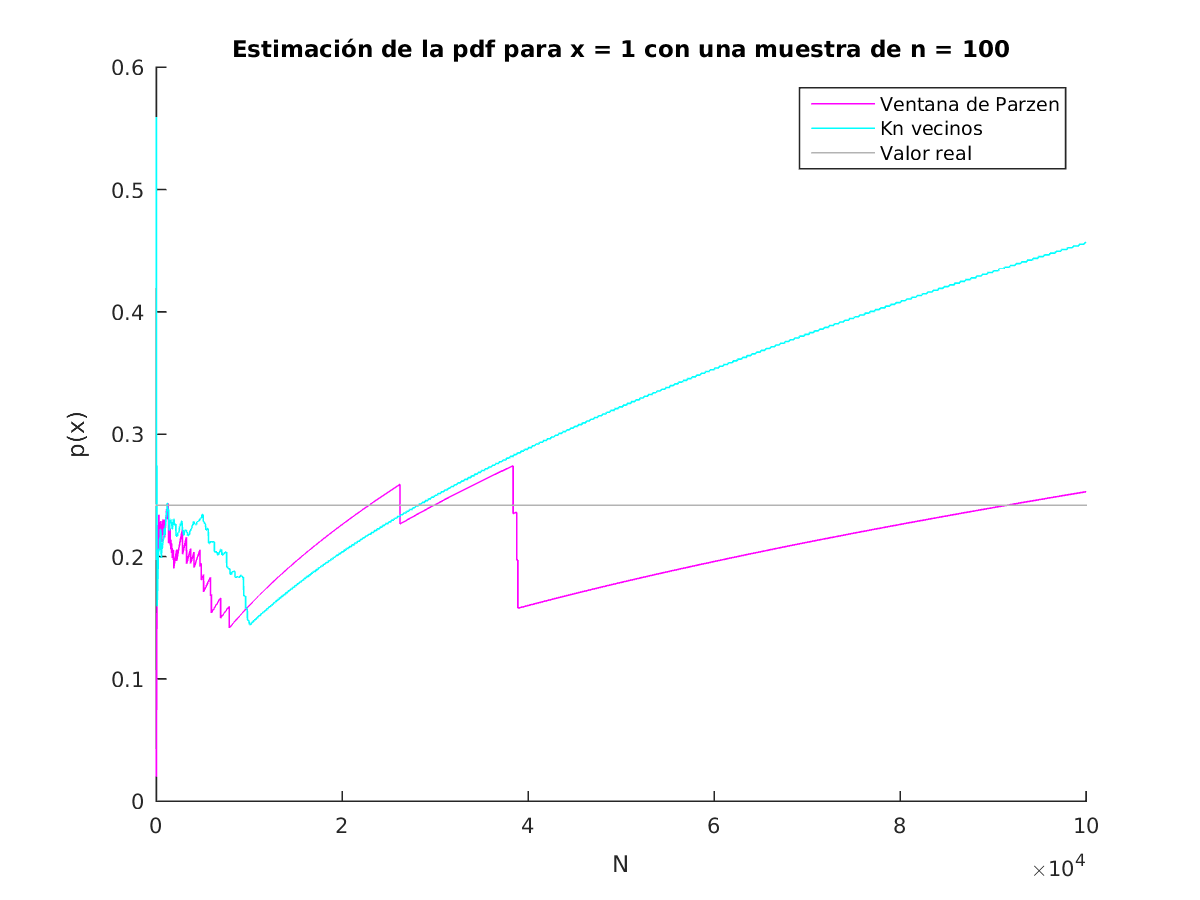 Estimación de la pdf para x = 1 con una muestra de n = 100
Ventana de Parzen
Kn vecinos
Valor real
p(x)
0.6
0.5
0.4
0.3
0.2
0.1
0
0 2 4 6 8 10
N
×10^4